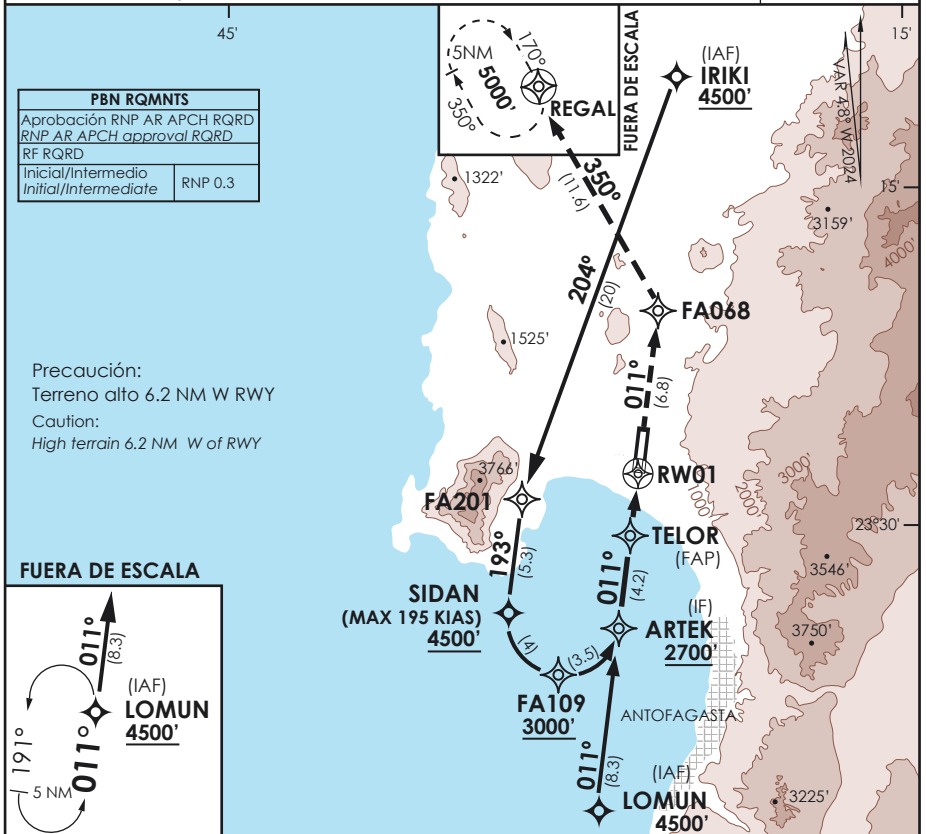 45'
15'
PBN RQMNTS
Aprobación RNP AR APCH RQRD
RNP AR APCH approval RQRD
RF RQRD
Inicial/Intermedio
Initial/Intermediate
RNP 0.3
5NM
170°
5000'
350°
REGAL
FUERA DE ESCALA
(IAF)
IRIKI
4500'
VAR 4.8° W 2024
15'
1322'
350°
(11.6)
3159'
4000'
204°
(20)
FA068
1525'
Precaución:
Terreno alto 6.2 NM W RWY
Caution:
High terrain 6.2 NM W of RWY
011°
(6.8)
3766'
FA201
RW01
3000'
2000'
1000'
23°30'
TELOR
(FAP)
193°
(5.3)
011°
(4.2)
3546'
FUERA DE ESCALA
SIDAN
(MAX 195 KIAS)
4500'
(IF)
ARTEK
2700'
3750'
011°
(8.3)
(4)
(3.5)
(IAF)
LOMUN
4500'
FA109
3000'
ANTOFAGASTA
191°
011°
5 NM
011°
(8.3)
(IAF)
LOMUN
4500'
3225'